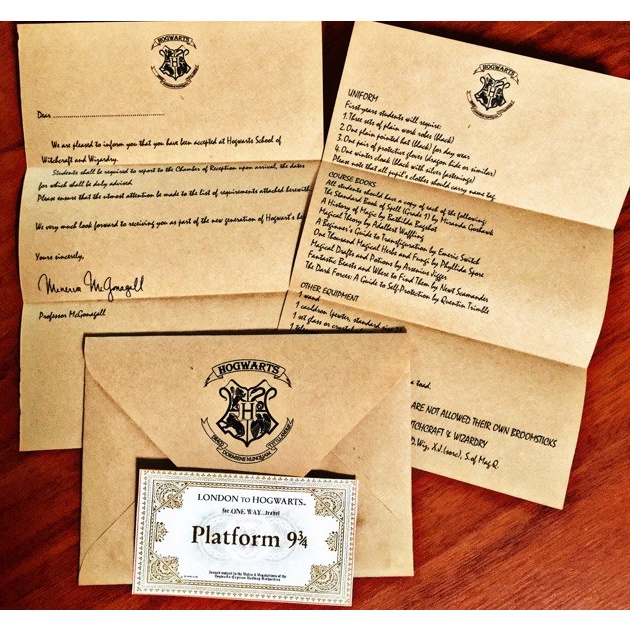 HOGWARTS
Dear
We are pleased to inform you that you have been accepted at Hogwarts School of
Witchcraft and Wizardry.
Students shall be required to report to the Chamber of Reception upon arrival, the dates
for which shall be duly advised.
Please ensure that the utmost attention be made to the list of requirements attached herewith.
We very much look forward to receiving you as part of the new generation of Hogwart's
Yours sincerely,
Minerva McGonagall
Professor McGonagall
HOGWARTS
UNIFORM
First-years students will require:
1. Three sets of plain work robes (black)
2. One plain pointed hat (black) for day wear
3. One pair of protective gloves (dragon hide or similar)
4. One winter cloak (black with silver fastenings)
Please note that all pupil's clothes should carry name tag.
COURSE BOOKS
All students should have a copy of each of the following:
The Standard Book of Spell (Grade 1) by Miranda Goshawk
A History of Magic by Bathilda Bagshot
Magical Theory by Adalbert Waffling
A Beginner's Guide to Transfiguration by Emeric Switch
One Thousand Magical Herbs and Fungi by Phyllida Spore
Magical Drafts and Potions by Arsenius Jigger
Fantastic Beasts and Where to Find Them by Newt Scamander
The Dark Forces: A Guide to Self-Protection by Quentin Trimble
OTHER EQUIPMENT
1 wand
1 cauldron (pewter, standard
1 set glass or
a toad.
ARE NOT ALLOWED THEIR OWN BROOMSTICKS
& WIZARDRY
HOGWARTS
H
DRACO DORMIENS NUNQUAM TITILLANDUS
LONDON TO HOGWARTS
for ONE WAY
Platform 9¾